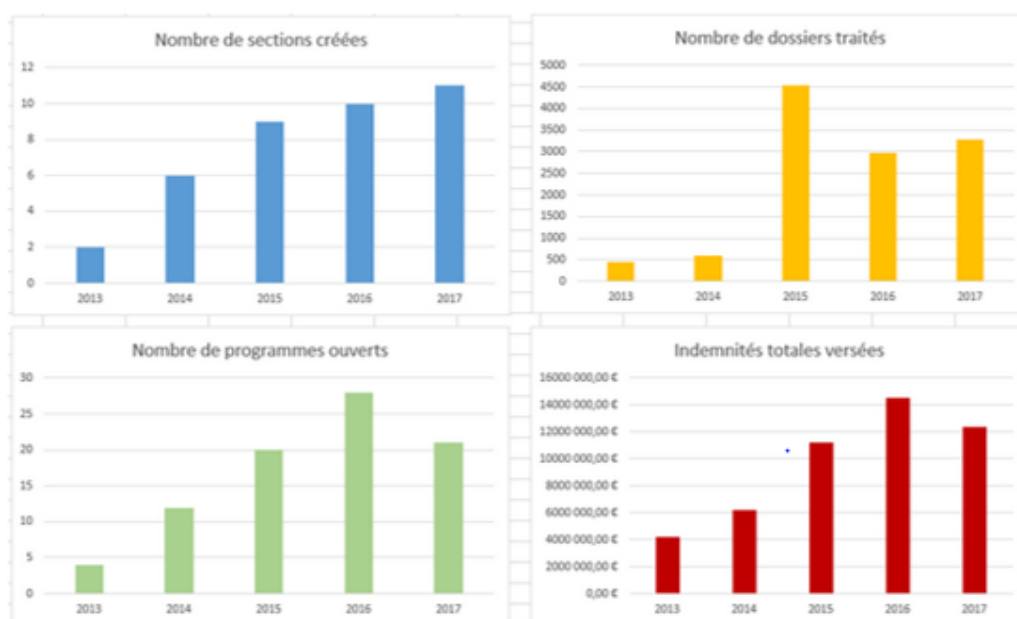 Nombre de sections créées
12
10
8
6
4
2
0
2013 2014 2015 2016 2017
Nombre de dossiers traités
5000
4500
4000
3500
3000
2500
2000
1500
1000
500
0
2013 2014 2015 2016 2017
Nombre de programmes ouverts
30
25
20
15
10
5
0
2013 2014 2015 2016 2017
Indemnités totales versées
16000 000,00 €
14000 000,00 €
12000 000,00 €
10000 000,00 €
8000 000,00 €
6000 000,00 €
4000 000,00 €
2000 000,00 €
0,00 €
2013 2014 2015 2016 2017